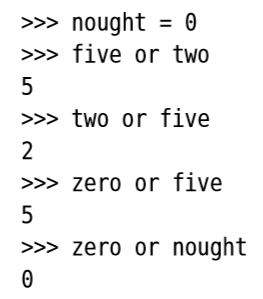 >>> nought = 0
>>> five or two
5
>>> two or five
2
>>> zero or five
5
>>> zero or nought
0